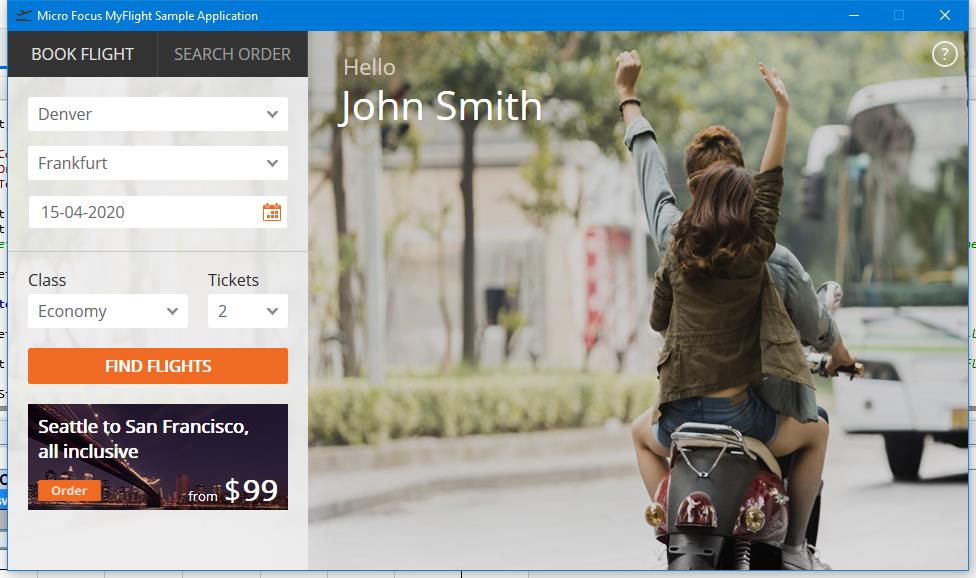 Micro Focus MyFlight Sample Application
BOOK FLIGHT
SEARCH ORDER
Hello
John Smith
?
Denver
Frankfurt
15-04-2020
Class
Tickets
Economy
2
FIND FLIGHTS
Seattle to San Francisco,
all inclusive
Order
from $99